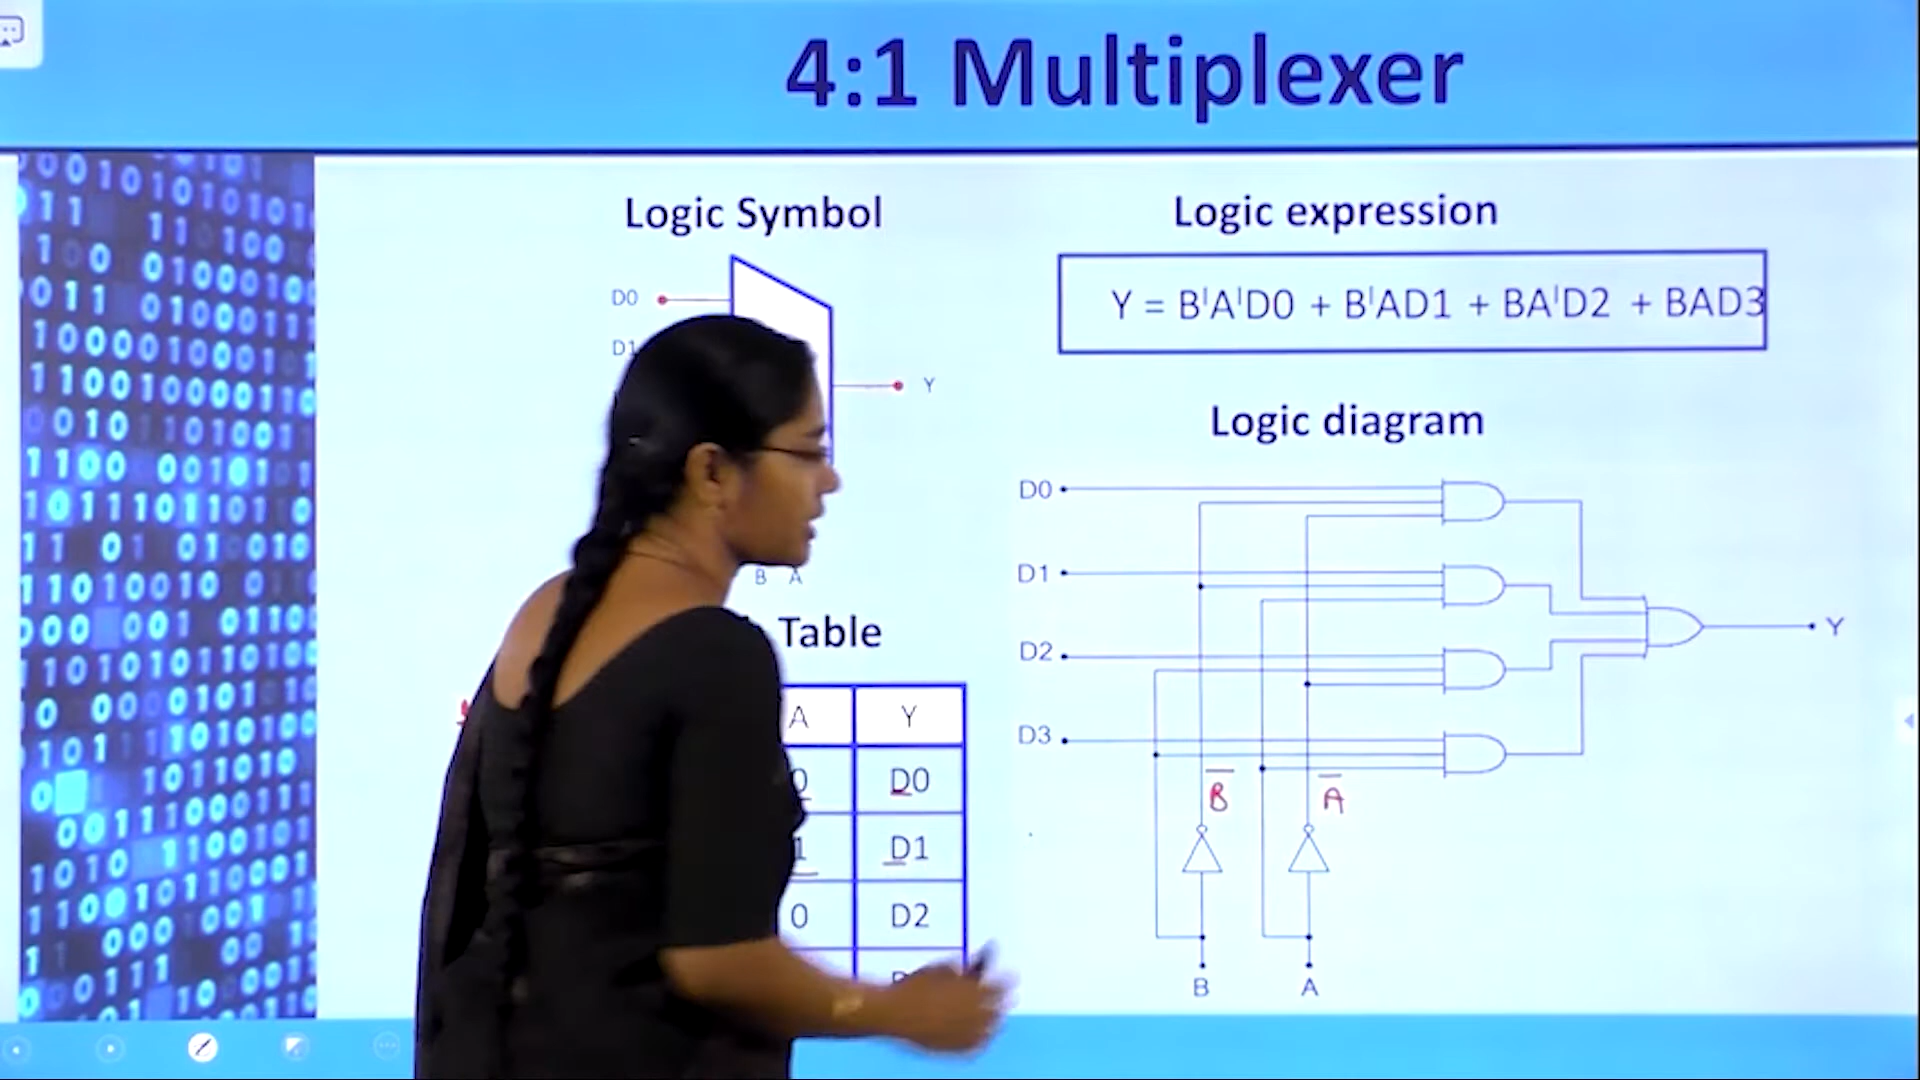 4:1 Multiplexer
Logic Symbol
D0
D1
Y
B A
Table
A Y
0 D0
1 D1
0 D2
Logic expression
Y = B'A'D0 + B'AD1 + BA'D2 + BAD3
Logic diagram
D0
D1
D2
D3
Y
B̅ A̅
B A